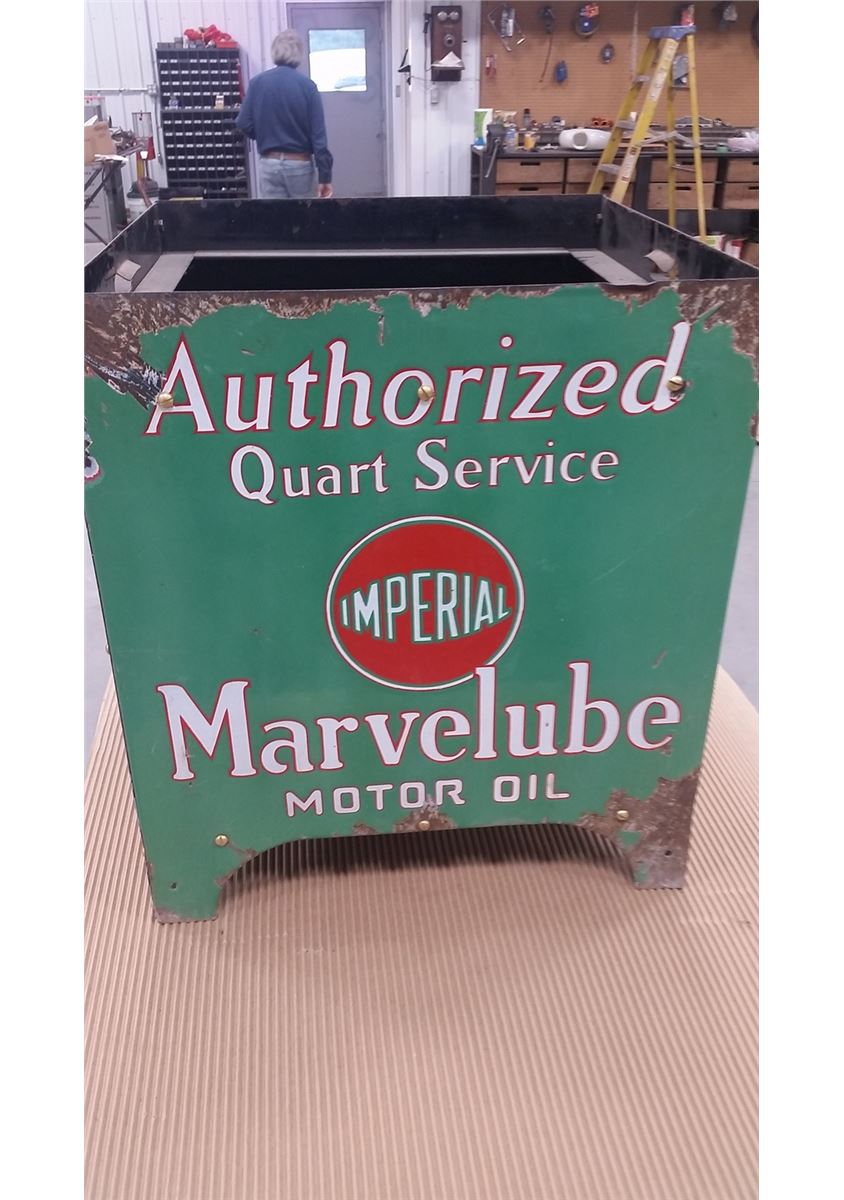 Authorized
Quart Service
IMPERIAL
Marvelube
MOTOR OIL